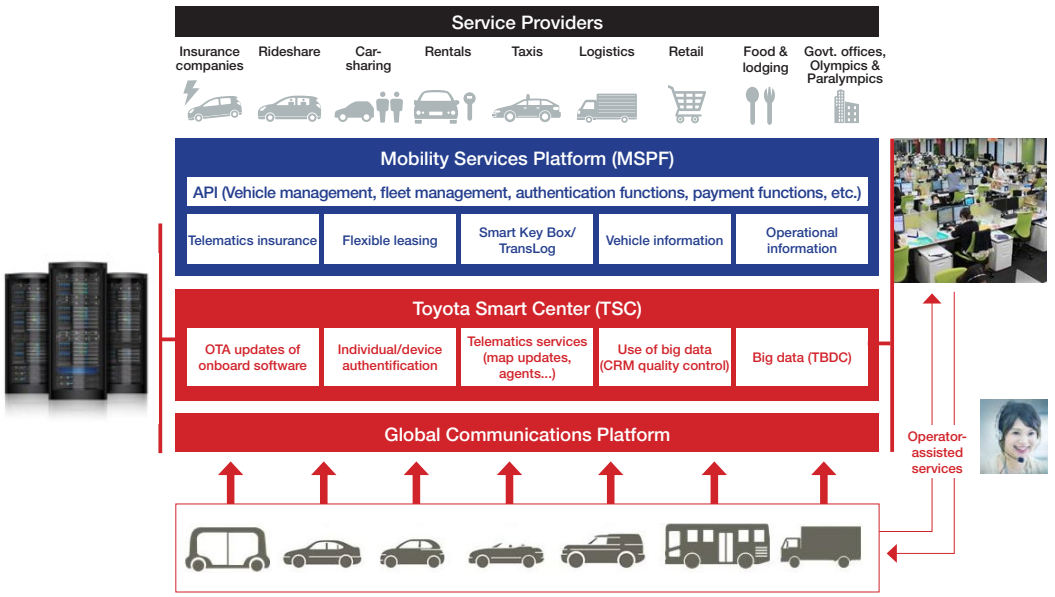 Service Providers
Insurance
companies
Rideshare
Car-
sharing
Rentals
Taxis
Logistics
Retail
Food &
lodging
Govt. offices,
Olympics &
Paralympics
Mobility Services Platform (MSPF)
API (Vehicle management, fleet management, authentication functions, payment functions, etc.)
Telematics insurance
Flexible leasing
Smart Key Box/
TransLog
Vehicle information
Operational
information
Toyota Smart Center (TSC)
OTA updates of
onboard software
Individual/device
authentification
Telematics services
(map updates,
agents...)
Use of big data
(CRM quality control)
Big data (TBDC)
Global Communications Platform
Operator-
assisted
services